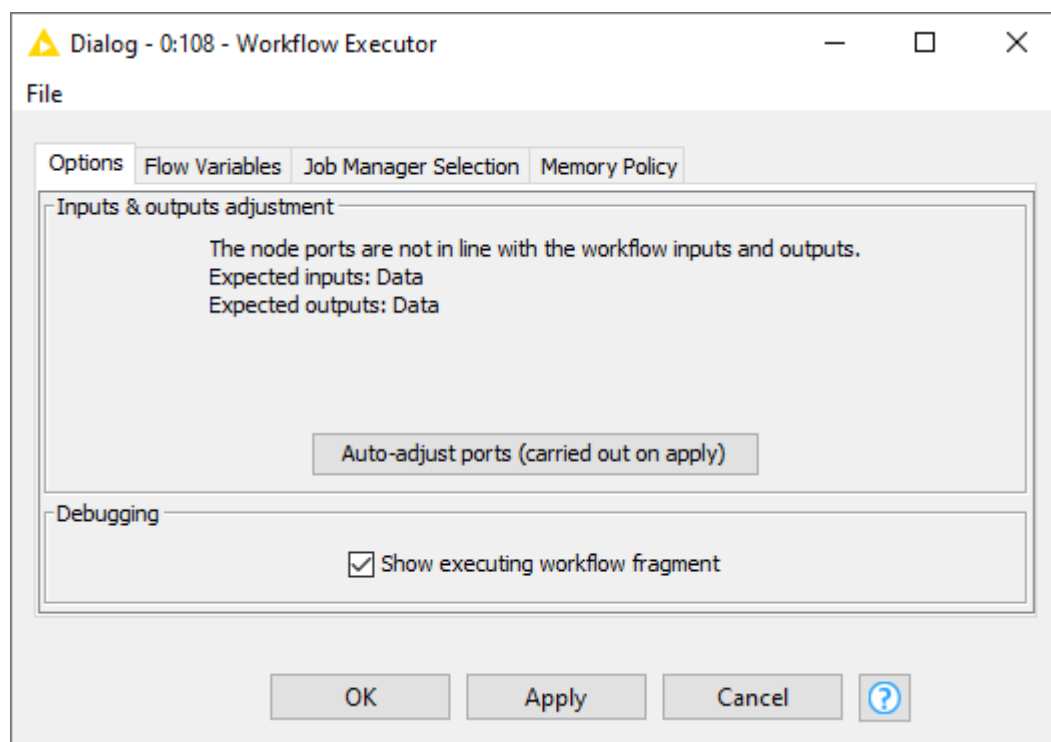 Dialog - 0:108 - Workflow Executor
File
Options Flow Variables Job Manager Selection Memory Policy
Inputs & outputs adjustment
The node ports are not in line with the workflow inputs and outputs.
Expected inputs: Data
Expected outputs: Data
Auto-adjust ports (carried out on apply)
Debugging
Show executing workflow fragment
OK Apply Cancel ?